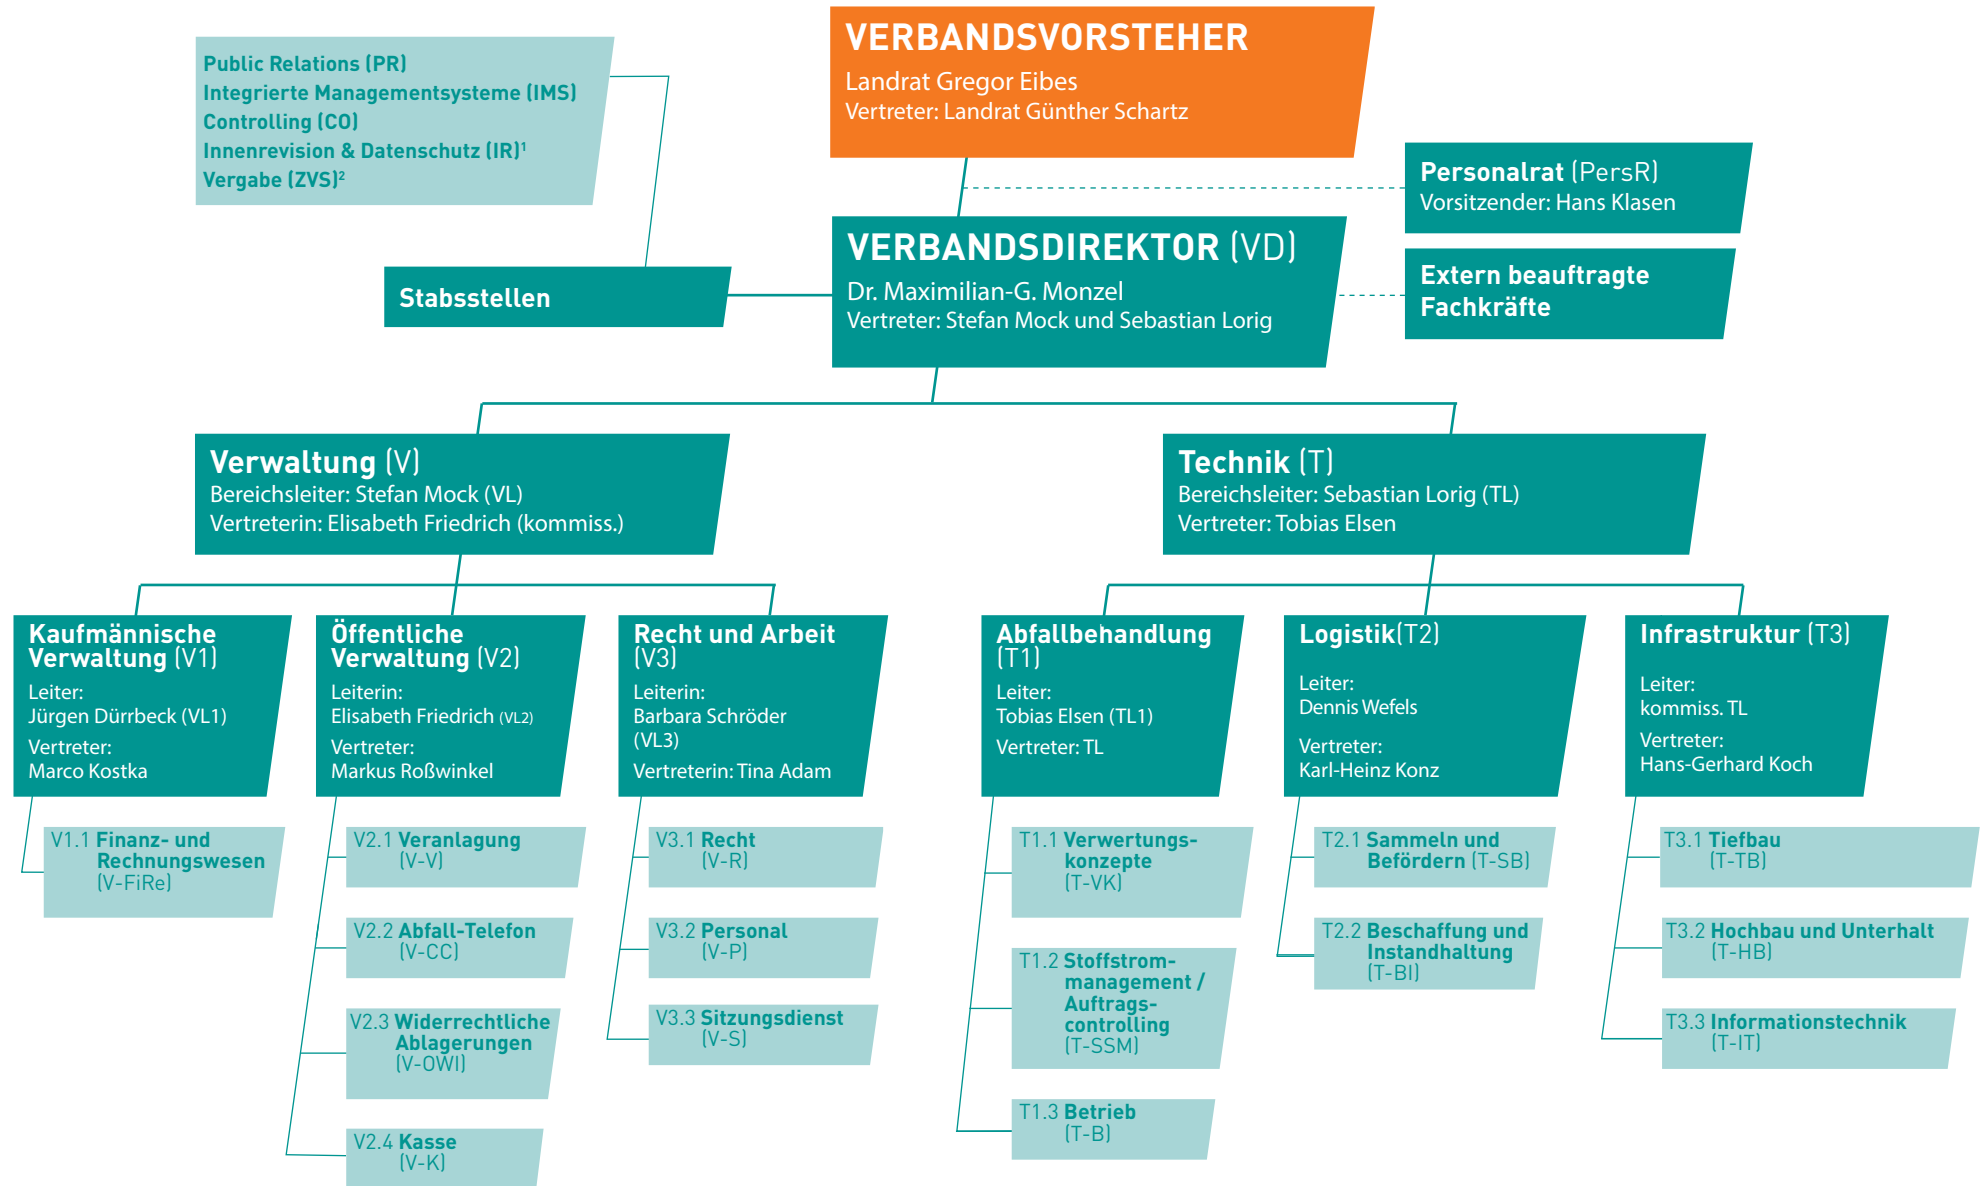 VERBANDSVORSTEHER
Landrat Gregor Eibes
Vertreter: Landrat Günther Schartz
Public Relations (PR)
Integrierte Managementsysteme (IMS)
Controlling (CO)
Innenrevision & Datenschutz (IR)¹
Vergabe (ZVS)²
Personalrat (PersR)
Vorsitzender: Hans Klasen
VERBANDSDIREKTOR (VD)
Dr. Maximilian-G. Monzel
Vertreter: Stefan Mock und Sebastian Lorig
Stabsstellen
Extern beauftragte
Fachkräfte
Verwaltung (V)
Bereichsleiter: Stefan Mock (VL)
Vertreterin: Elisabeth Friedrich (kommiss.)
Technik (T)
Bereichsleiter: Sebastian Lorig (TL)
Vertreter: Tobias Elsen
Kaufmännische
Verwaltung (V1)
Leiter:
Jürgen Dürrbeck (VL1)
Vertreter:
Marco Kostka
V1.1 Finanz- und
Rechnungswesen
(V-FiRe)
Öffentliche
Verwaltung (V2)
Leiterin:
Elisabeth Friedrich (VL2)
Vertreter:
Markus Roßwinkel
V2.1 Veranlagung
(V-V)
V2.2 Abfall-Telefon
(V-CC)
V2.3 Widerrechtliche
Ablagerungen
(V-OWI)
V2.4 Kasse
(V-K)
Recht und Arbeit
(V3)
Leiterin:
Barbara Schröder
(VL3)
Vertreterin: Tina Adam
V3.1 Recht
(V-R)
V3.2 Personal
(V-P)
V3.3 Sitzungsdienst
(V-S)
Abfallbehandlung
(T1)
Leiter:
Tobias Elsen (TL1)
Vertreter: TL
T1.1 Verwertungs-
konzepte
(T-VK)
T1.2 Stoffstrom-
management /
Auftrags-
controlling
(T-SSM)
T1.3 Betrieb
(T-B)
Logistik(T2)
Leiter:
Dennis Wefels
Vertreter:
Karl-Heinz Konz
T2.1 Sammeln und
Befördern (T-SB)
T2.2 Beschaffung und
Instandhaltung
(T-BI)
Infrastruktur (T3)
Leiter:
kommiss. TL
Vertreter:
Hans-Gerhard Koch
T3.1 Tiefbau
(T-TB)
T3.2 Hochbau und Unterhalt
(T-HB)
T3.3 Informationstechnik
(T-IT)